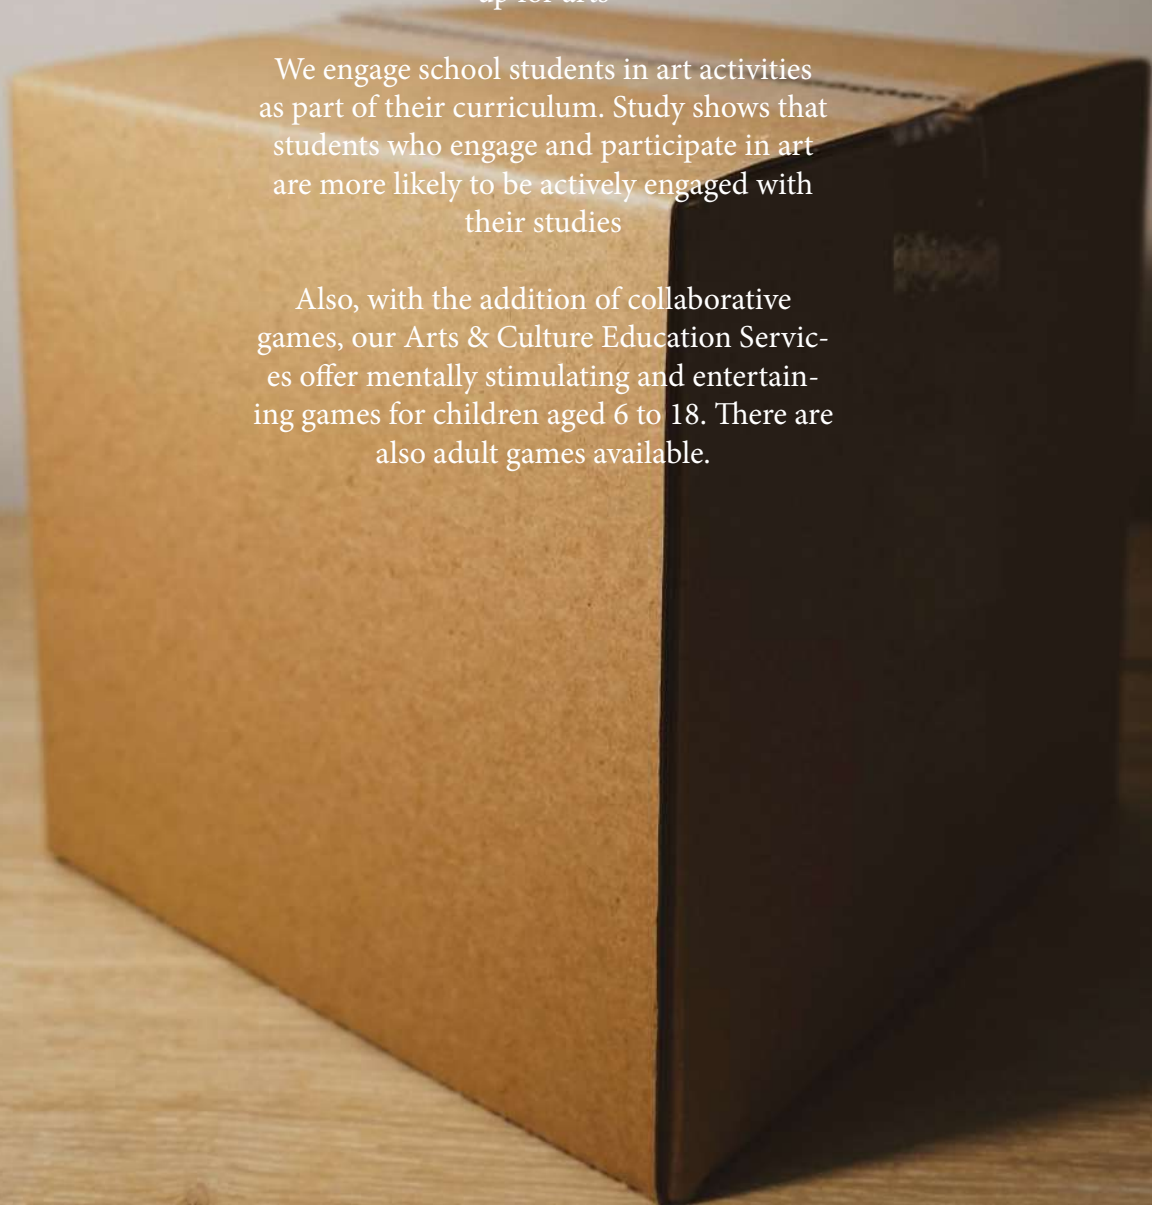 up for arts
We engage school students in art activities
as part of their curriculum. Study shows that
students who engage and participate in art
are more likely to be actively engaged with
their studies
Also, with the addition of collaborative
games, our Arts & Culture Education Servic-
es offer mentally stimulating and entertain-
ing games for children aged 6 to 18. There are
also adult games available.